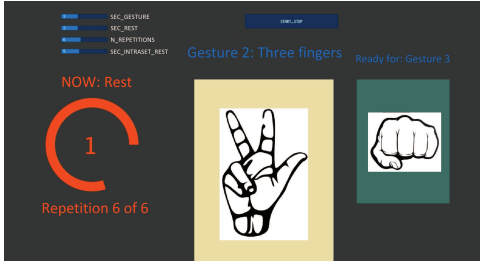 SEC_GESTURE
SEC_REST
N_REPETITIONS
SEC_INTRASET_REST
START_STOP
Gesture 2: Three fingers
Ready for: Gesture 3
NOW: Rest
1
Repetition 6 of 6